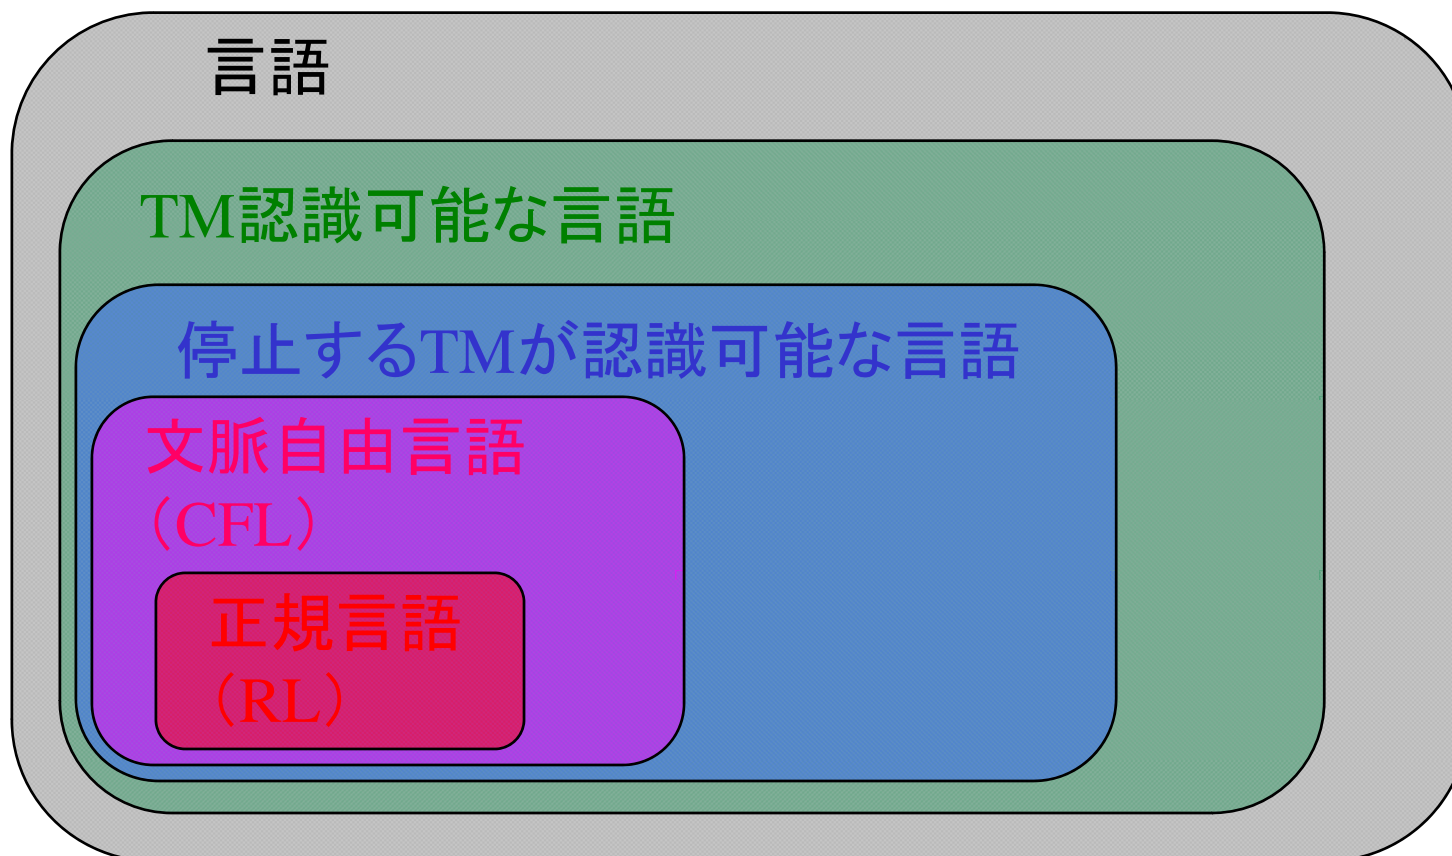 言語
TM認識可能な言語
停止するTMが認識可能な言語
文脈自由言語
（CFL）
正規言語
（RL）